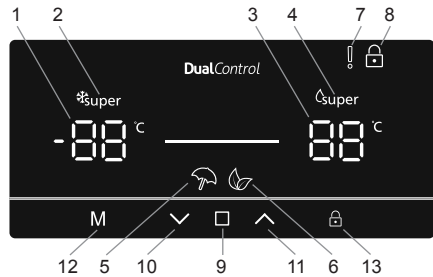 1 2 3 4 7 8
DualControl
super super
-88 °C 88 °C
M
12 5 10 9 11 6 13